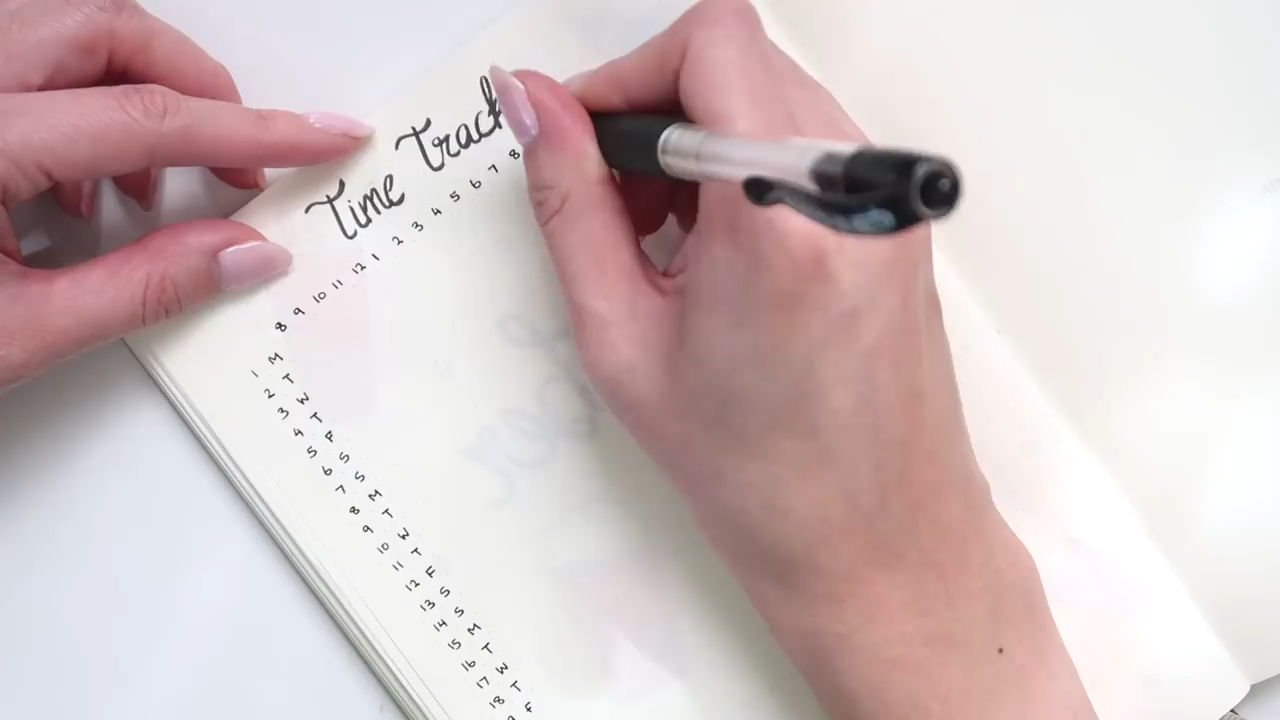 Time Track
8 9 10 11 12 1 2 3 4 5 6 7 8
1 M
2 T
3 W
4 T
5 F
6 S
7 S
8 M
9 T
10 W
11 T
12 F
13 S
14 S
15 M
16 T
17 W
18 T
F